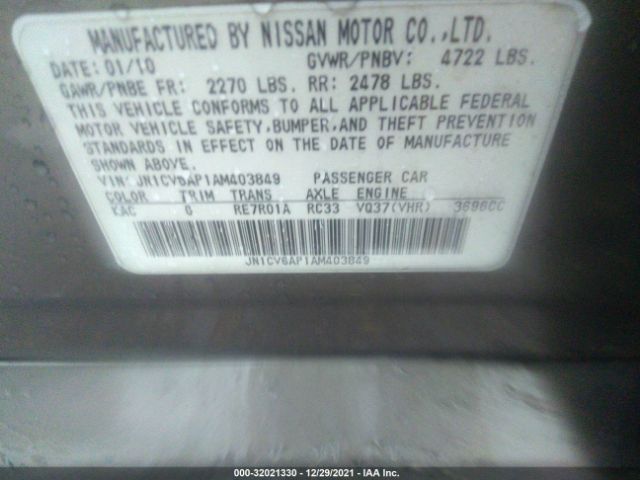 MANUFACTURED BY NISSAN MOTOR CO.,LTD.
DATE: 01/10 GVWR/PNBV: 4722 LBS.
GAWR/PNBE FR: 2270 LBS. RR: 2478 LBS.
THIS VEHICLE CONFORMS TO ALL APPLICABLE FEDERAL
MOTOR VEHICLE SAFETY,BUMPER,AND THEFT PREVENTION
STANDARDS IN EFFECT ON THE DATE OF MANUFACTURE
SHOWN ABOVE.
VIN: JN1CV6AP1AM403849 PASSENGER CAR
COLOR TRIM TRANS AXLE ENGINE
KAC G RE7R01A RC33 VQ37(VHR) 3696CC
JN1CV6AP1AM403849
000-32021330 - 12/29/2021 - IAA Inc.